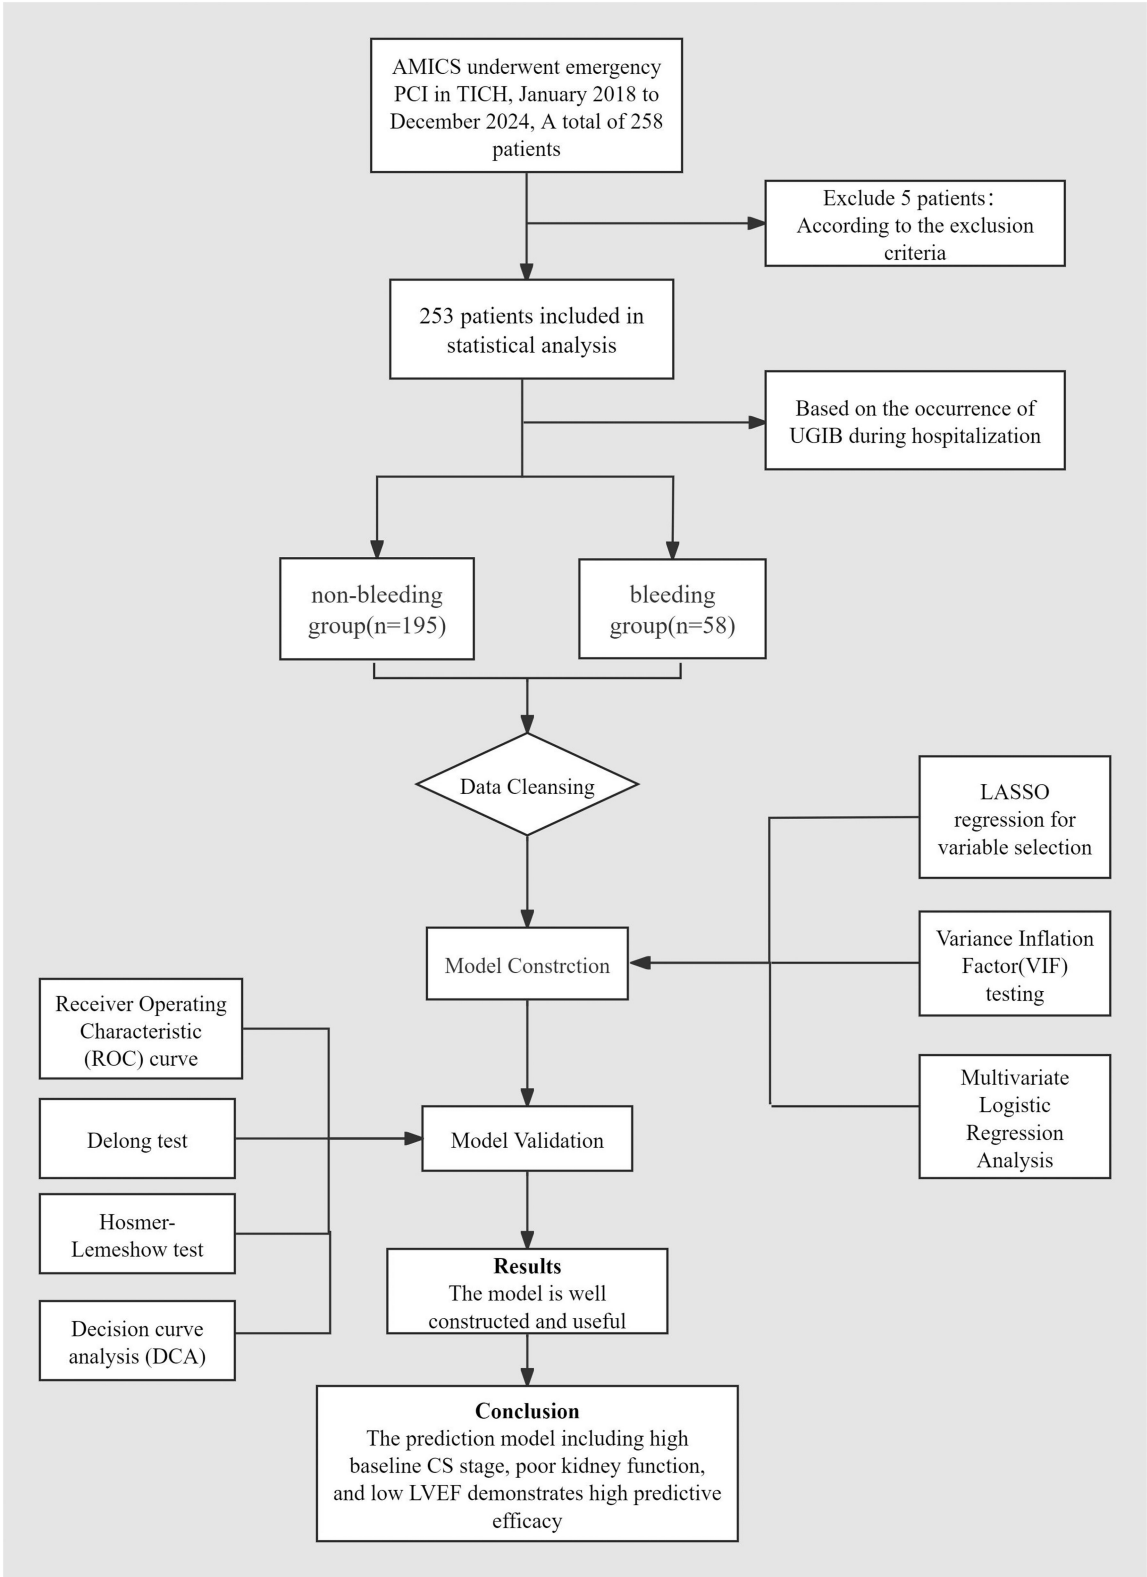 AMICS underwent emergency
PCI in TICH, January 2018 to
December 2024, A total of 258
patients
Exclude 5 patients：
According to the exclusion
criteria
253 patients included in
statistical analysis
Based on the occurrence of
UGIB during hospitalization
non-bleeding
group(n=195)
bleeding
group(n=58)
Data Cleansing
LASSO
regression for
variable selection
Variance Inflation
Factor(VIF)
testing
Multivariate
Logistic
Regression
Analysis
Model Constrction
Receiver Operating
Characteristic
(ROC) curve
Delong test
Hosmer-
Lemeshow test
Decision curve
analysis (DCA)
Model Validation
Results
The model is well
constructed and useful
Conclusion
The prediction model including high
baseline CS stage, poor kidney function,
and low LVEF demonstrates high predictive
efficacy